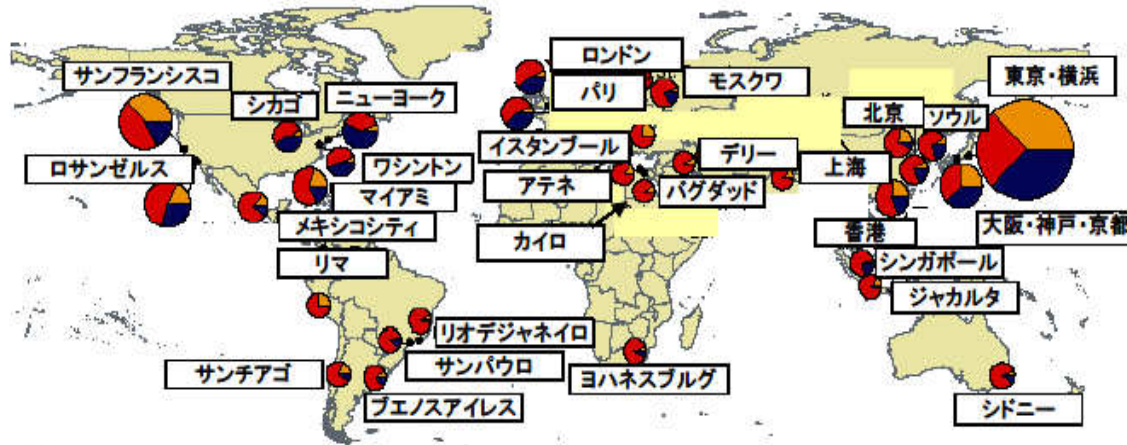 ロンドン
サンフランシスコ
パリ
モスクワ
東京・横浜
シカゴ
ニューヨーク
北京
ソウル
イスタンブール
デリー
上海
ロサンゼルス
ワシントン
アテネ
バグダッド
マイアミ
メキシコシティ
カイロ
香港
大阪・神戸・京都
リマ
シンガポール
ジャカルタ
リオデジャネイロ
サンパウロ
サンチアゴ
ヨハネスブルグ
ブエノスアイレス
シドニー